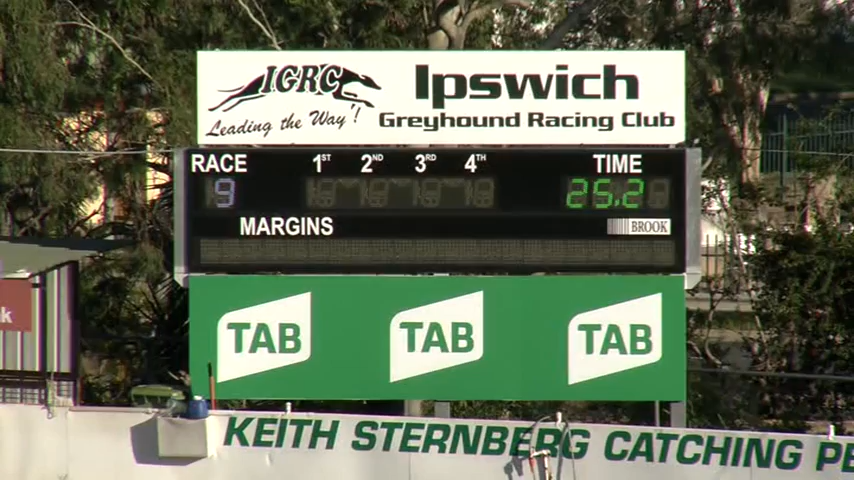 IGRC
Leading the Way!
Ipswich
Greyhound Racing Club
RACE 1ST 2ND 3RD 4TH TIME
9 25.2
MARGINS BROOK
TAB TAB TAB
KEITH STERNBERG CATCHING PE
k